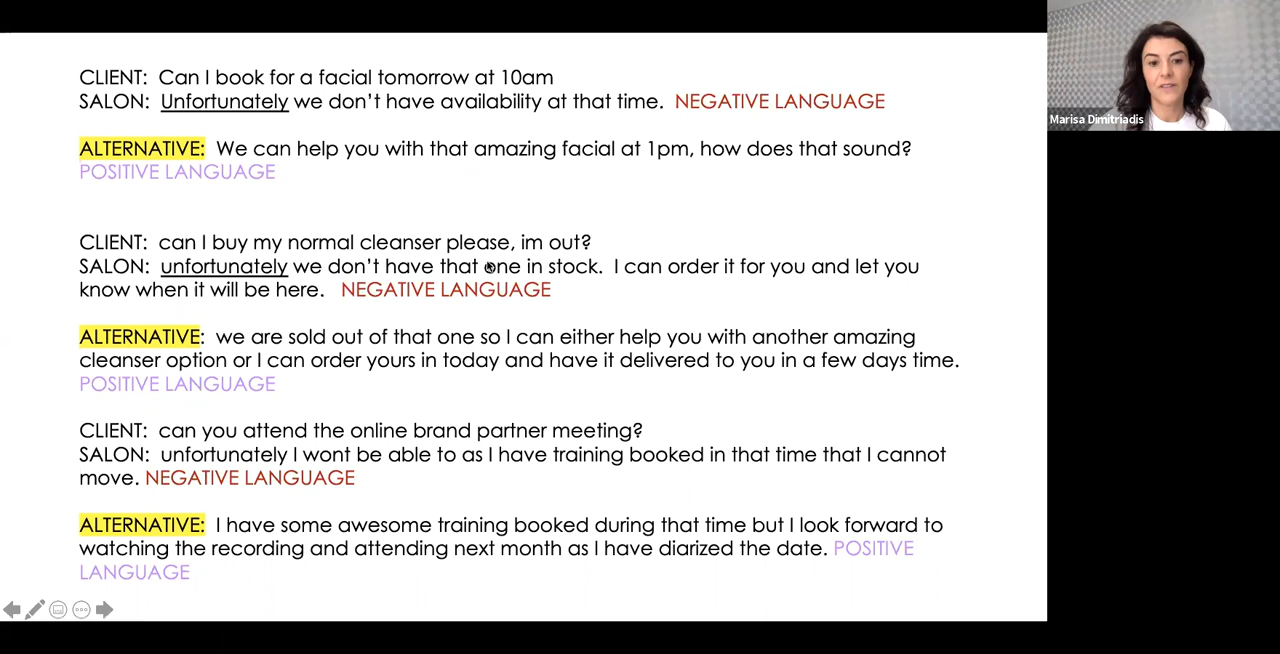 CLIENT:  Can I book for a facial tomorrow at 10am
SALON:  Unfortunately we don't have availability at that time.  NEGATIVE LANGUAGE
ALTERNATIVE:  We can help you with that amazing facial at 1pm, how does that sound?
POSITIVE LANGUAGE
CLIENT:  can I buy my normal cleanser please, im out?
SALON:  unfortunately we don't have that one in stock.  I can order it for you and let you
know when it will be here.   NEGATIVE LANGUAGE
ALTERNATIVE:  we are sold out of that one so I can either help you with another amazing
cleanser option or I can order yours in today and have it delivered to you in a few days time.
POSITIVE LANGUAGE
CLIENT:  can you attend the online brand partner meeting?
SALON:  unfortunately I wont be able to as I have training booked in that time that I cannot
move. NEGATIVE LANGUAGE
ALTERNATIVE:  I have some awesome training booked during that time but I look forward to
watching the recording and attending next month as I have diarized the date. POSITIVE
LANGUAGE
Marisa Dimitriadis